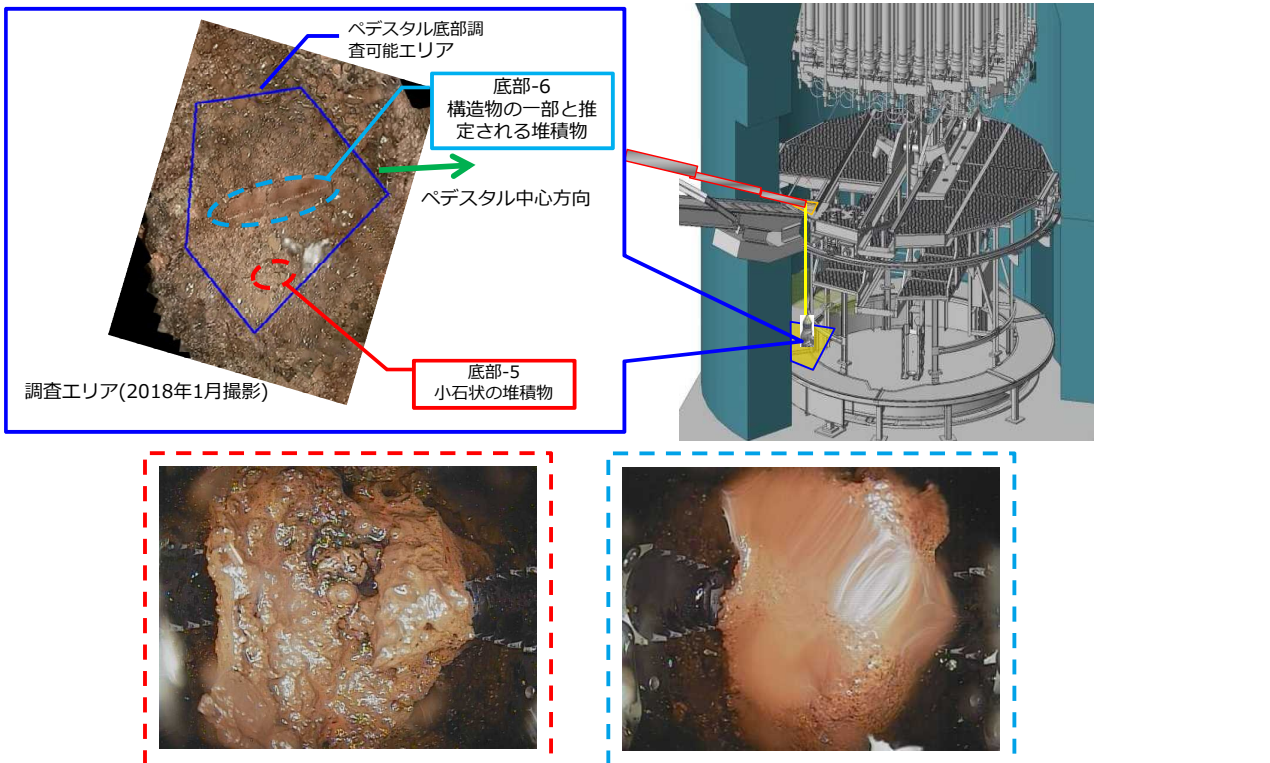 ペデスタル底部調
査可能エリア
底部-6
構造物の一部と推
定される堆積物
ペデスタル中心方向
底部-5
小石状の堆積物
調査エリア(2018年1月撮影)